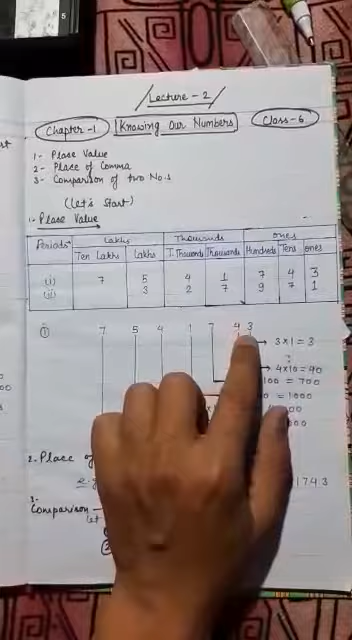 Lecture - 2
Chapter-1 Knowing Our Numbers Class-6
1- Place Value
2- Place of Comma
3- Comparison of two No.s
(Let's Start)
1. Place Value
Periods Lakhs Thousands Ones
Ten Lakhs Lakhs T.Thousands Thousands Hundreds Tens ones
(i) 7 5 4 1 7 4 3
(ii) 3 2 7 9 7 1
① 7 5 4 1 7 4 3
3×1 = 3
4×10 = 40
100 = 700
= 1000
2. Place of
1743
3.
Comparison